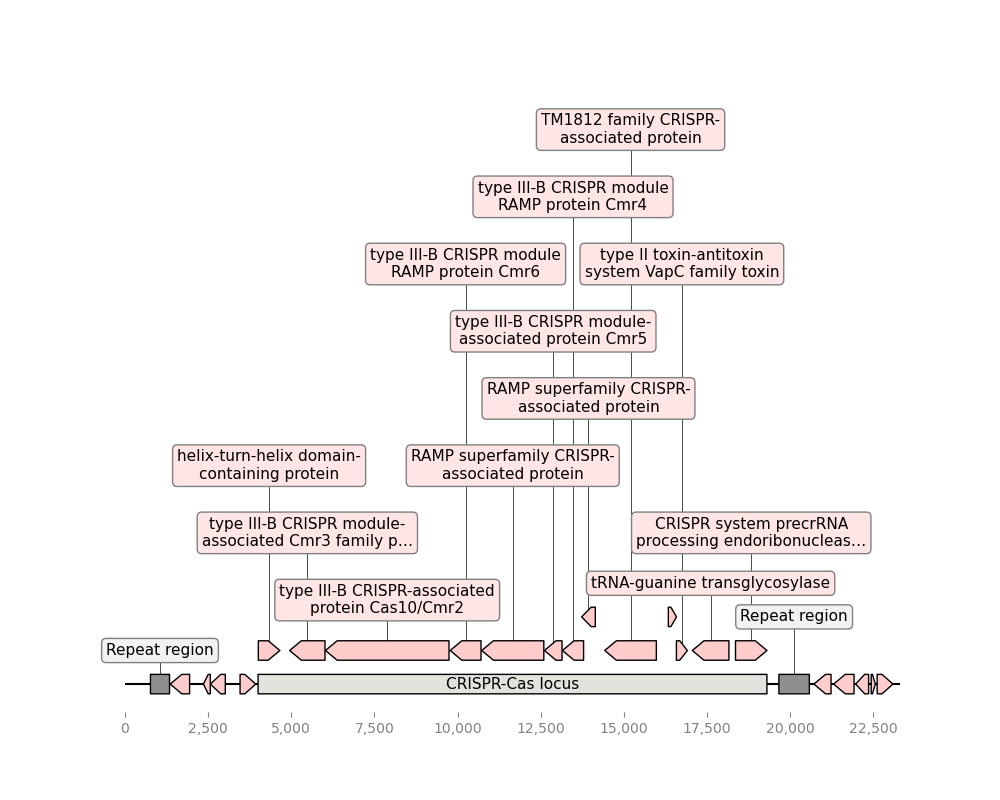 TM1812 family CRISPR-
associated protein
type III-B CRISPR module
RAMP protein Cmr4
type III-B CRISPR module
RAMP protein Cmr6
type II toxin-antitoxin
system VapC family toxin
type III-B CRISPR module-
associated protein Cmr5
RAMP superfamily CRISPR-
associated protein
helix-turn-helix domain-
containing protein
RAMP superfamily CRISPR-
associated protein
type III-B CRISPR module-
associated Cmr3 family p…
CRISPR system precrRNA
processing endoribonucleas…
tRNA-guanine transglycosylase
type III-B CRISPR-associated
protein Cas10/Cmr2
Repeat region
Repeat region
CRISPR-Cas locus
0 2,500 5,000 7,500 10,000 12,500 15,000 17,500 20,000 22,500